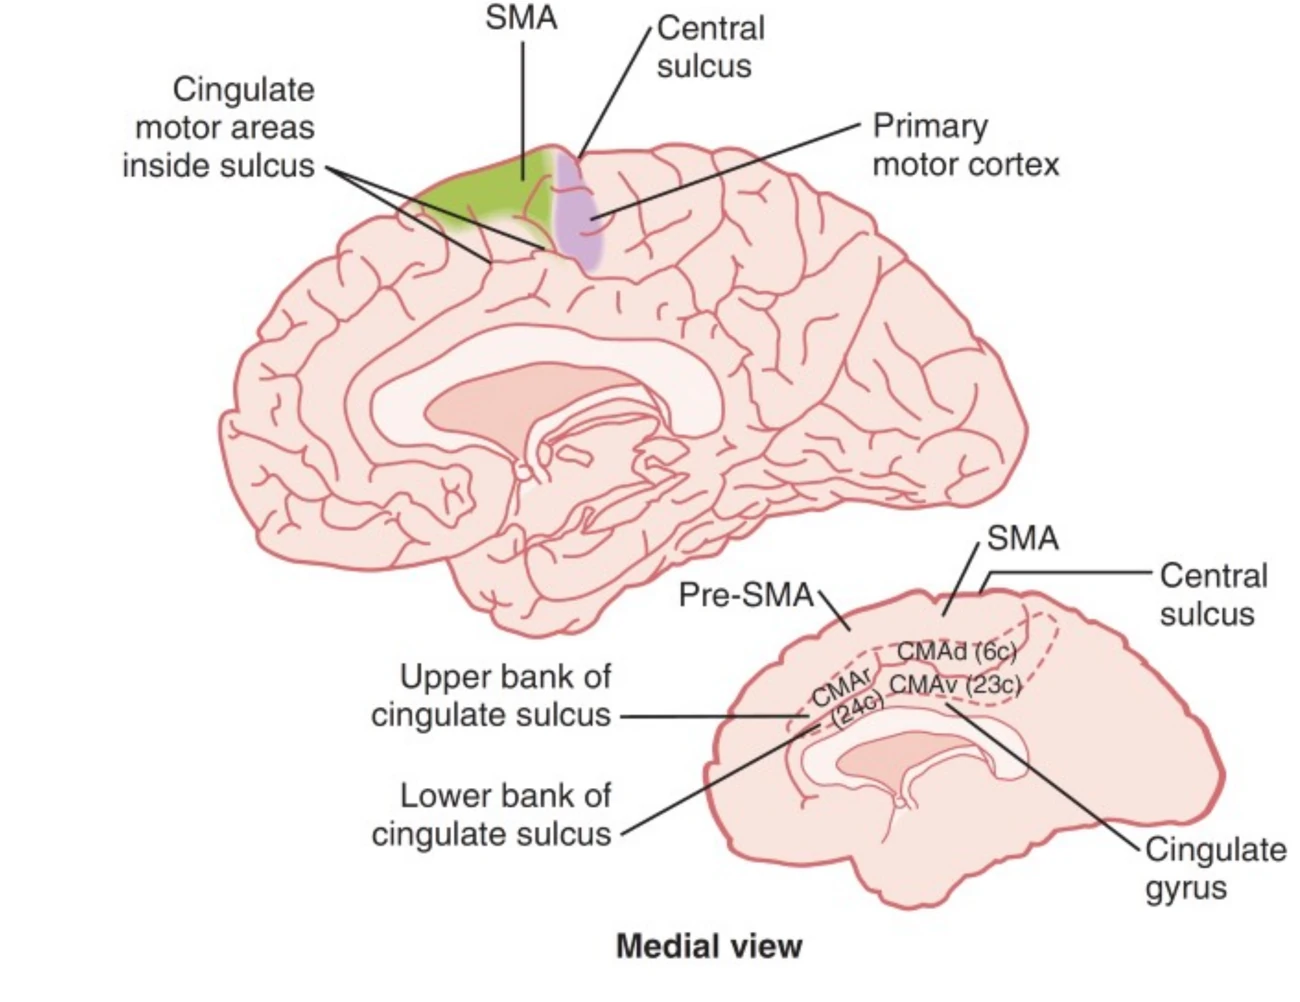 SMA
Central
sulcus
Cingulate
motor areas
inside sulcus
Primary
motor cortex
SMA
Pre-SMA
Central
sulcus
CMAd (6c)
CMAr
(24c)
CMAv (23c)
Upper bank of
cingulate sulcus
Lower bank of
cingulate sulcus
Cingulate
gyrus
Medial view